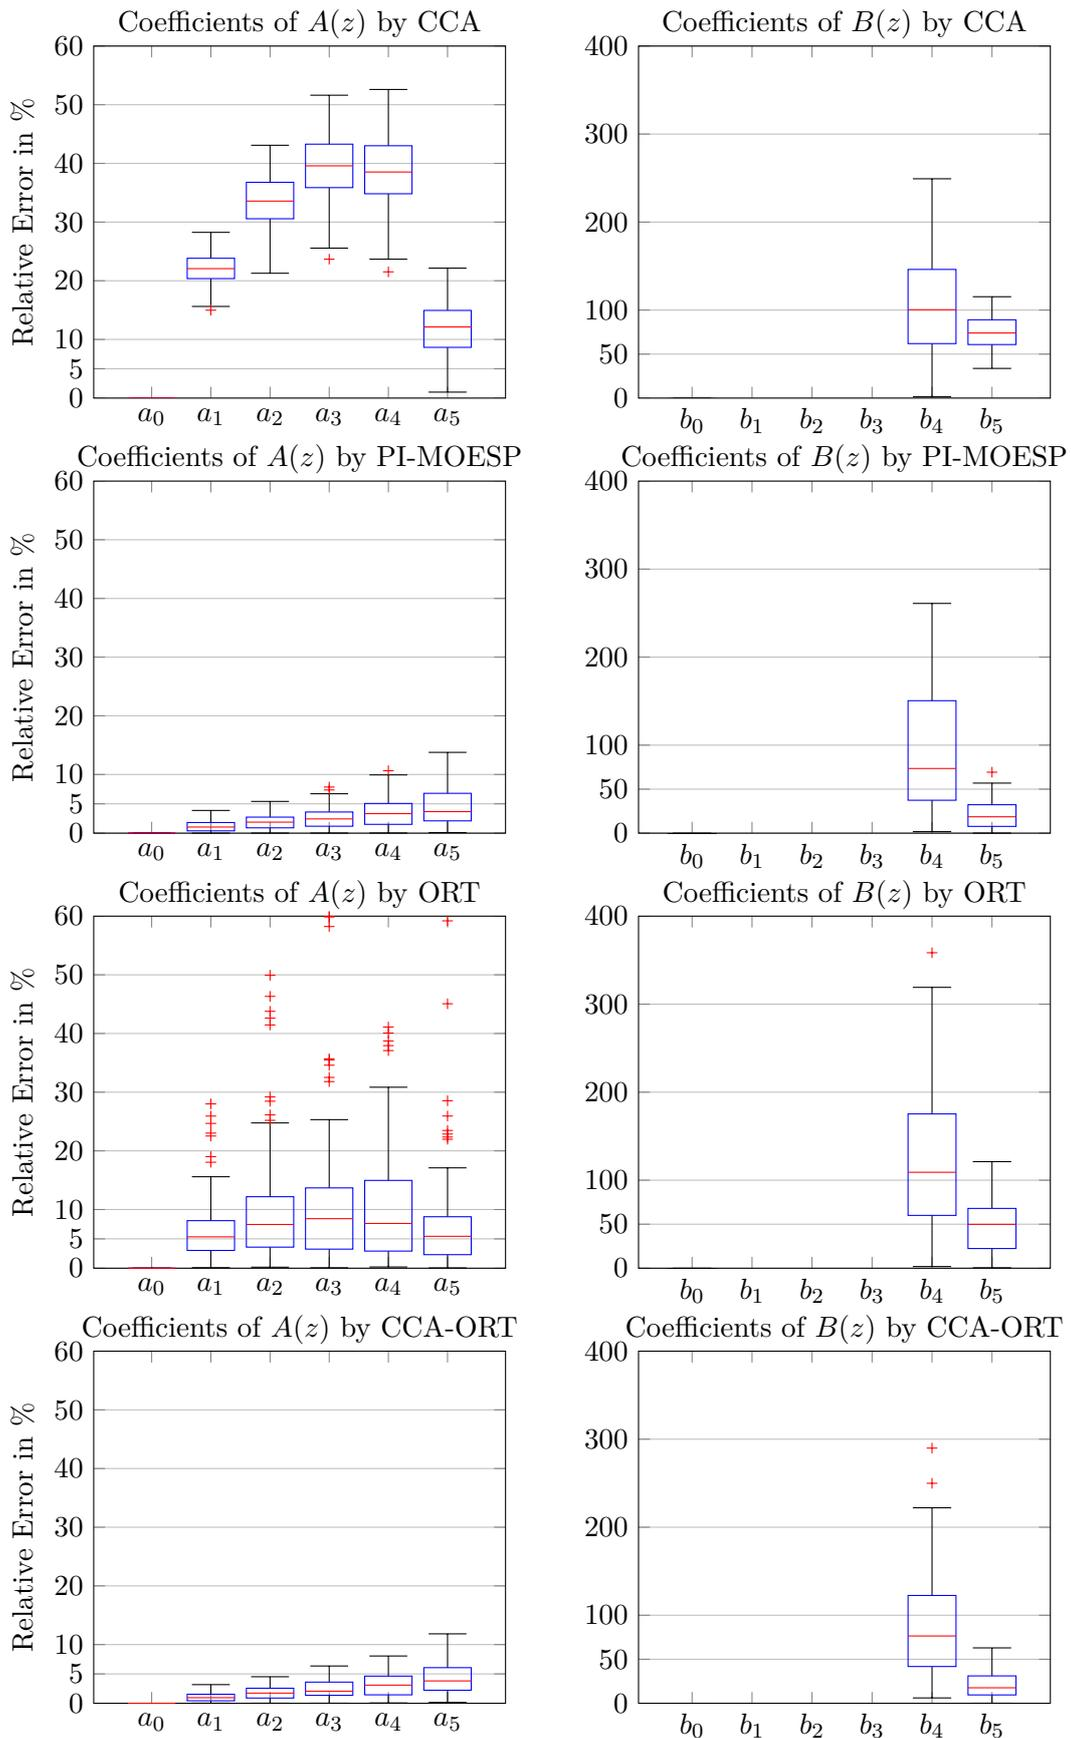 Coefficients of A(z) by CCA
Coefficients of B(z) by CCA
Relative Error in %
60
50
40
30
20
10
5
0
a₀ a₁ a₂ a₃ a₄ a₅
400
300
200
100
50
0
b₀ b₁ b₂ b₃ b₄ b₅
Coefficients of A(z) by PI-MOESP
Coefficients of B(z) by PI-MOESP
Relative Error in %
60
50
40
30
20
10
5
0
a₀ a₁ a₂ a₃ a₄ a₅
400
300
200
100
50
0
b₀ b₁ b₂ b₃ b₄ b₅
Coefficients of A(z) by ORT
Coefficients of B(z) by ORT
Relative Error in %
60
50
40
30
20
10
5
0
a₀ a₁ a₂ a₃ a₄ a₅
400
300
200
100
50
0
b₀ b₁ b₂ b₃ b₄ b₅
Coefficients of A(z) by CCA-ORT
Coefficients of B(z) by CCA-ORT
Relative Error in %
60
50
40
30
20
10
5
0
a₀ a₁ a₂ a₃ a₄ a₅
400
300
200
100
50
0
b₀ b₁ b₂ b₃ b₄ b₅